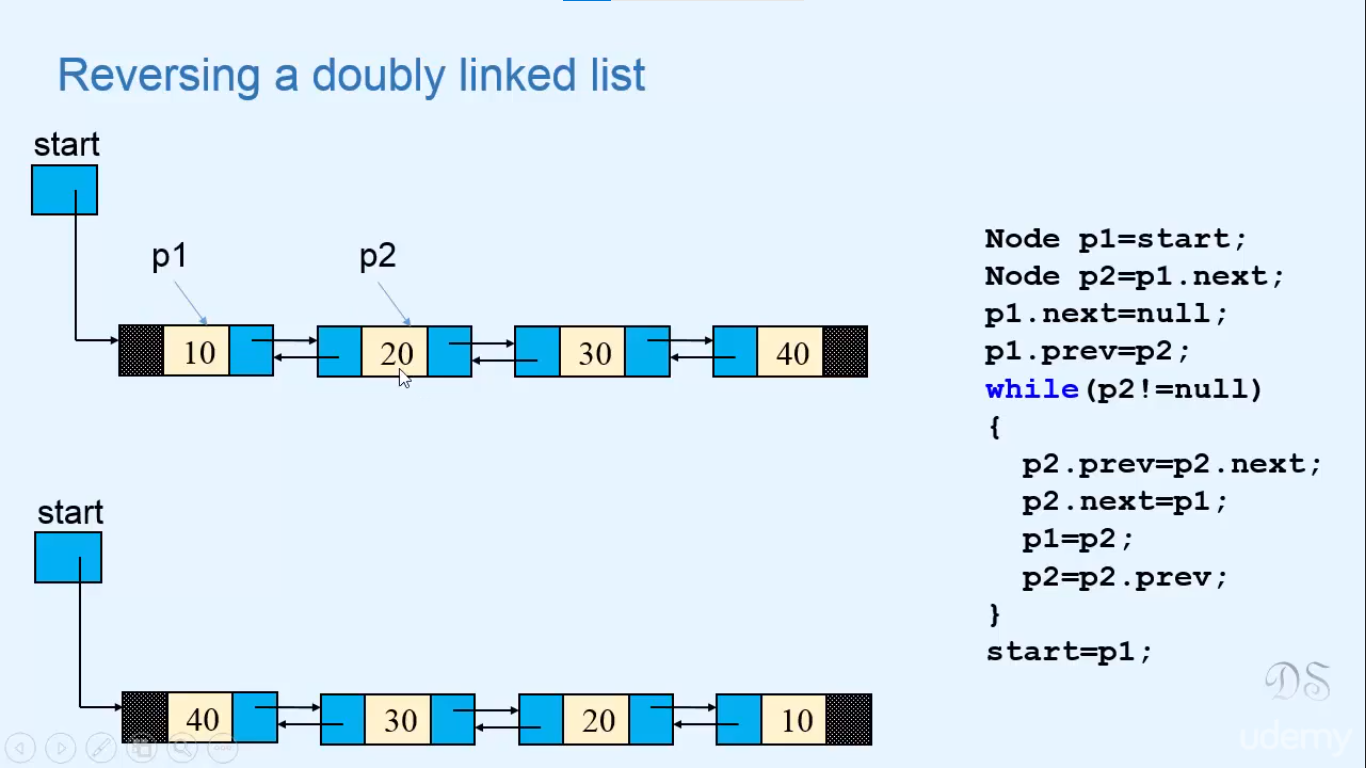 Reversing a doubly linked list
start
p1 p2
10 20 30 40
Node p1=start;
Node p2=p1.next;
p1.next=null;
p1.prev=p2;
while(p2!=null)
{
p2.prev=p2.next;
p2.next=p1;
p1=p2;
p2=p2.prev;
}
start=p1;
start
40 30 20 10
DS
udemy